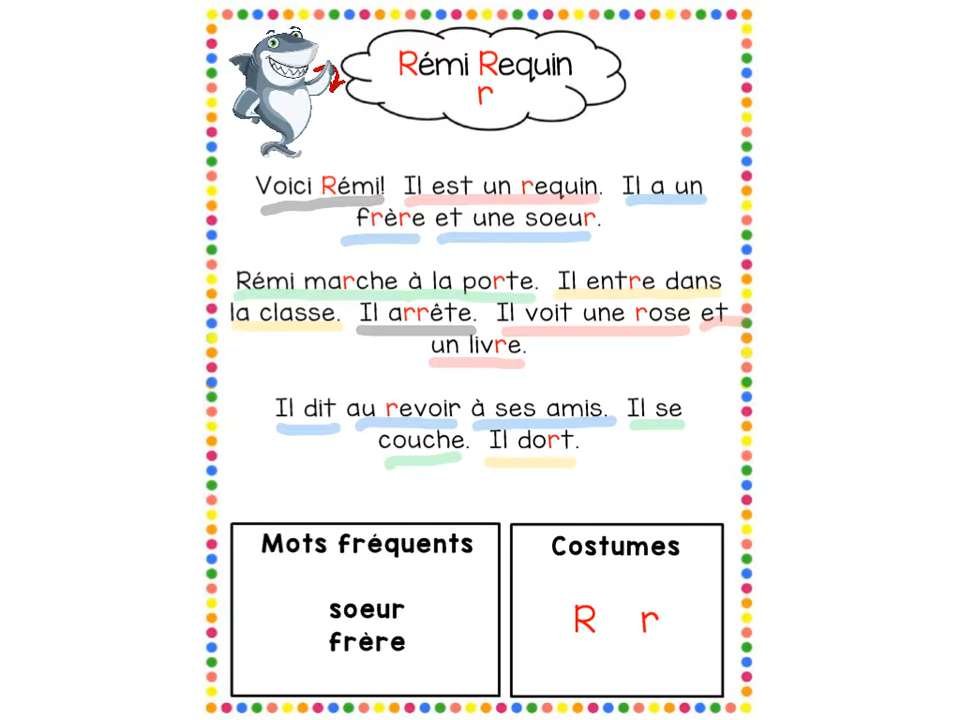 Rémi Requin
r
Voici Rémi! Il est un requin. Il a un
frère et une soeur.
Rémi marche à la porte. Il entre dans
la classe. Il arrête. Il voit une rose et
un livre.
Il dit au revoir à ses amis. Il se
couche. Il dort.
Mots fréquents
soeur
frère
Costumes
R r